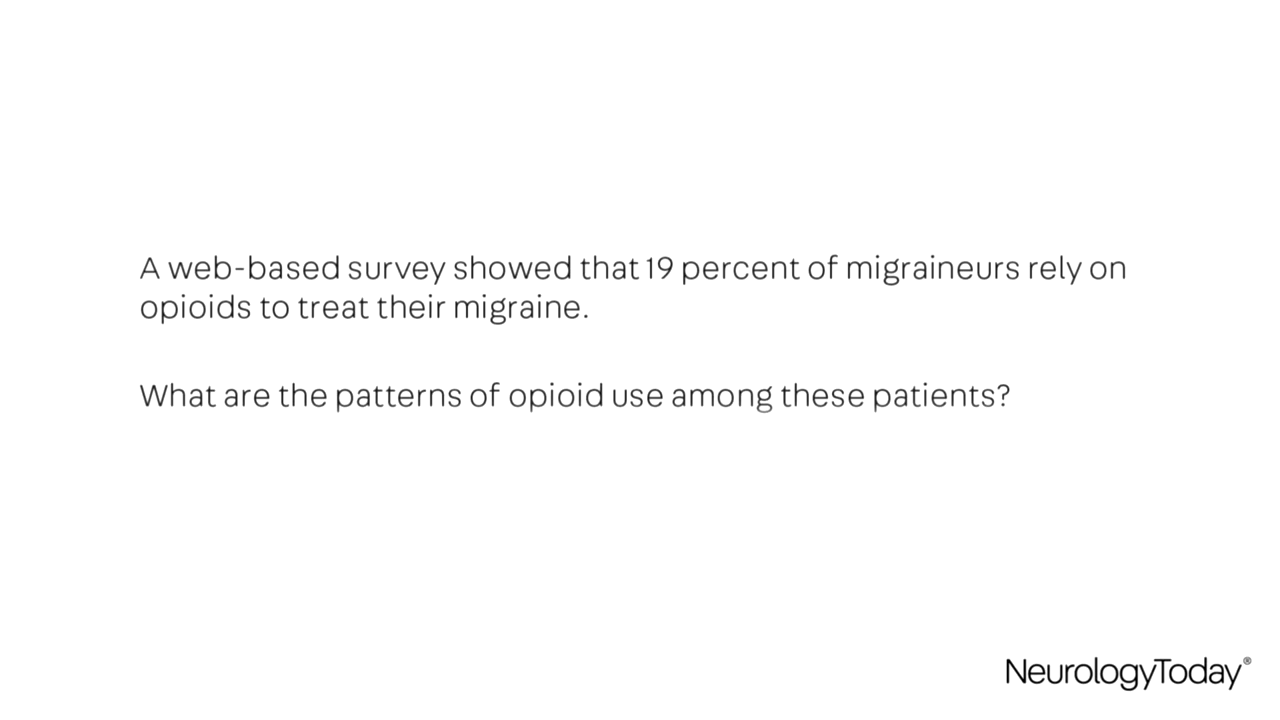 A web-based survey showed that 19 percent of migraineurs rely on
opioids to treat their migraine.
What are the patterns of opioid use among these patients?
NeurologyToday®